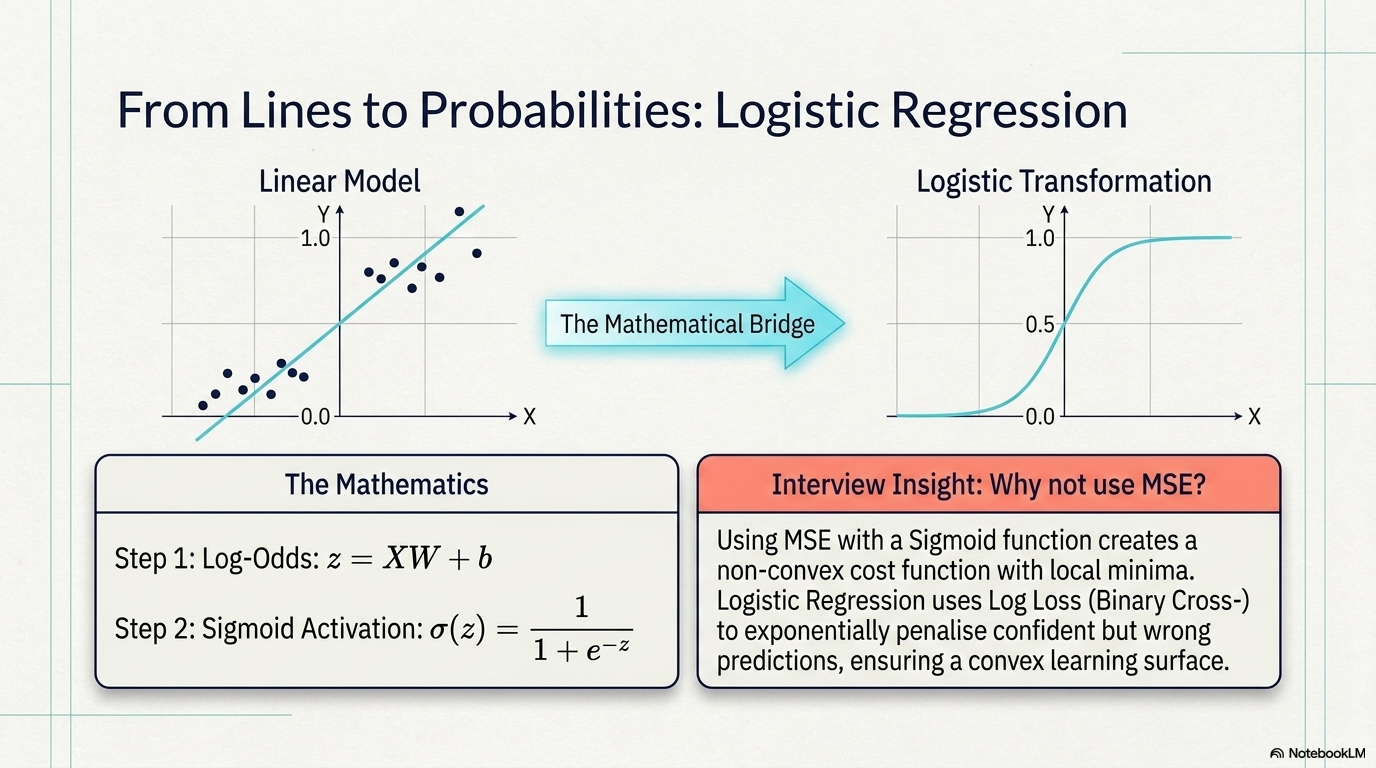 From Lines to Probabilities: Logistic Regression
Linear Model
Y
1.0
0.0
X
The Mathematical Bridge
Logistic Transformation
Y
1.0
0.5
0.0
X
The Mathematics
Step 1: Log-Odds: z = XW + b
Step 2: Sigmoid Activation: σ(z) = 1 / (1 + e^{-z})
Interview Insight: Why not use MSE?
Using MSE with a Sigmoid function creates a
non-convex cost function with local minima.
Logistic Regression uses Log Loss (Binary Cross-)
to exponentially penalise confident but wrong
predictions, ensuring a convex learning surface.
NotebookLM